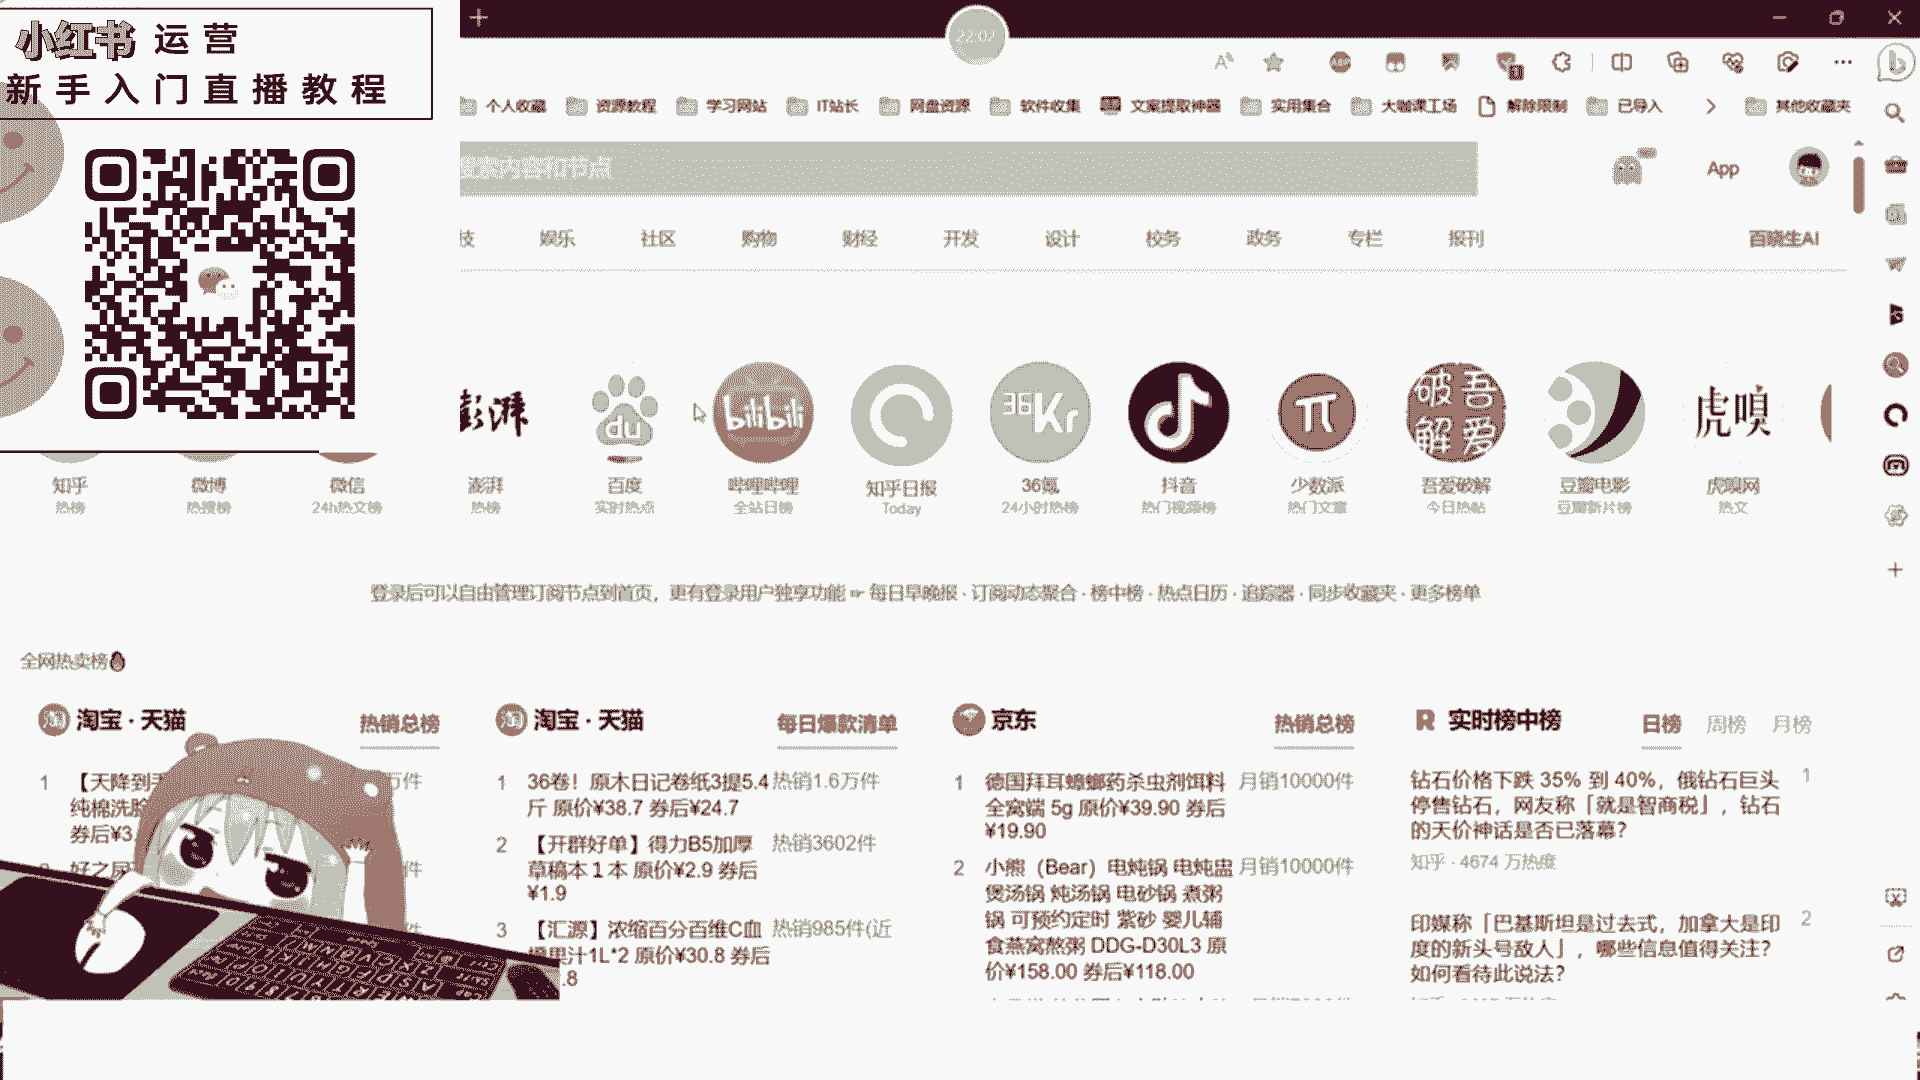 小红书 运营
新手入门直播教程
22:02
个人收藏 资源教程 学习网站 IT站长 网盘资源 软件收集 文案提取神器 实用集合 大咖课工场 解除限制 已导入 其他收藏夹
搜索内容和节点
App
技 娱乐 社区 购物 财经 开发 设计 校务 政务 专栏 报刊 百晓生AI
澎湃 du bilibili 36Kr 吾爱破解 虎嗅
知乎 微博 微信 澎湃 百度 哔哩哔哩 知乎日报 36氪 抖音 少数派 吾爱破解 豆瓣电影 虎嗅网
热榜 热搜榜 24h热文榜 热榜 实时热点 全站日榜 Today 24小时热榜 热门视频榜 热门文章 今日热帖 豆瓣新片榜 热文
登录后可以自由管理订阅节点到首页，更有登录用户独享功能 ☞ 每日早晚报 · 订阅动态聚合 · 榜中榜 · 热点日历 · 追踪器 · 同步收藏夹 · 更多榜单
全网热卖榜
淘宝 · 天猫 热销总榜
1 【天降到手
万件
纯棉洗脸
券后¥3
好之
件
淘宝 · 天猫 每日爆款清单
1 36卷！原木日记卷纸3提5.4 热销1.6万件
斤 原价¥38.7 券后¥24.7
2 【开群好单】得力B5加厚 热销3602件
草稿本１本 原价¥2.9 券后
¥1.9
3 【汇源】浓缩百分百维C血 热销985件(近
橙果汁1L*2 原价¥30.8 券后
.8
京东 热销总榜
1 德国拜耳蟑螂药杀虫剂饵料 月销10000件
全窝端 5g 原价¥39.90 券后
¥19.90
2 小熊（Bear）电炖锅 电炖盅 月销10000件
煲汤锅 炖汤锅 电砂锅 煮粥
锅 可预约定时 紫砂 婴儿辅
食燕窝熬粥 DDG-D30L3 原
价¥158.00 券后¥118.00
实时榜中榜 日榜 周榜 月榜
钻石价格下跌 35% 到 40%，俄钻石巨头 1
停售钻石，网友称「就是智商税」，钻石
的天价神话是否已落幕？
知乎 · 4674 万热度
印媒称「巴基斯坦是过去式，加拿大是印 2
度的新头号敌人」，哪些信息值得关注？
如何看待此说法？